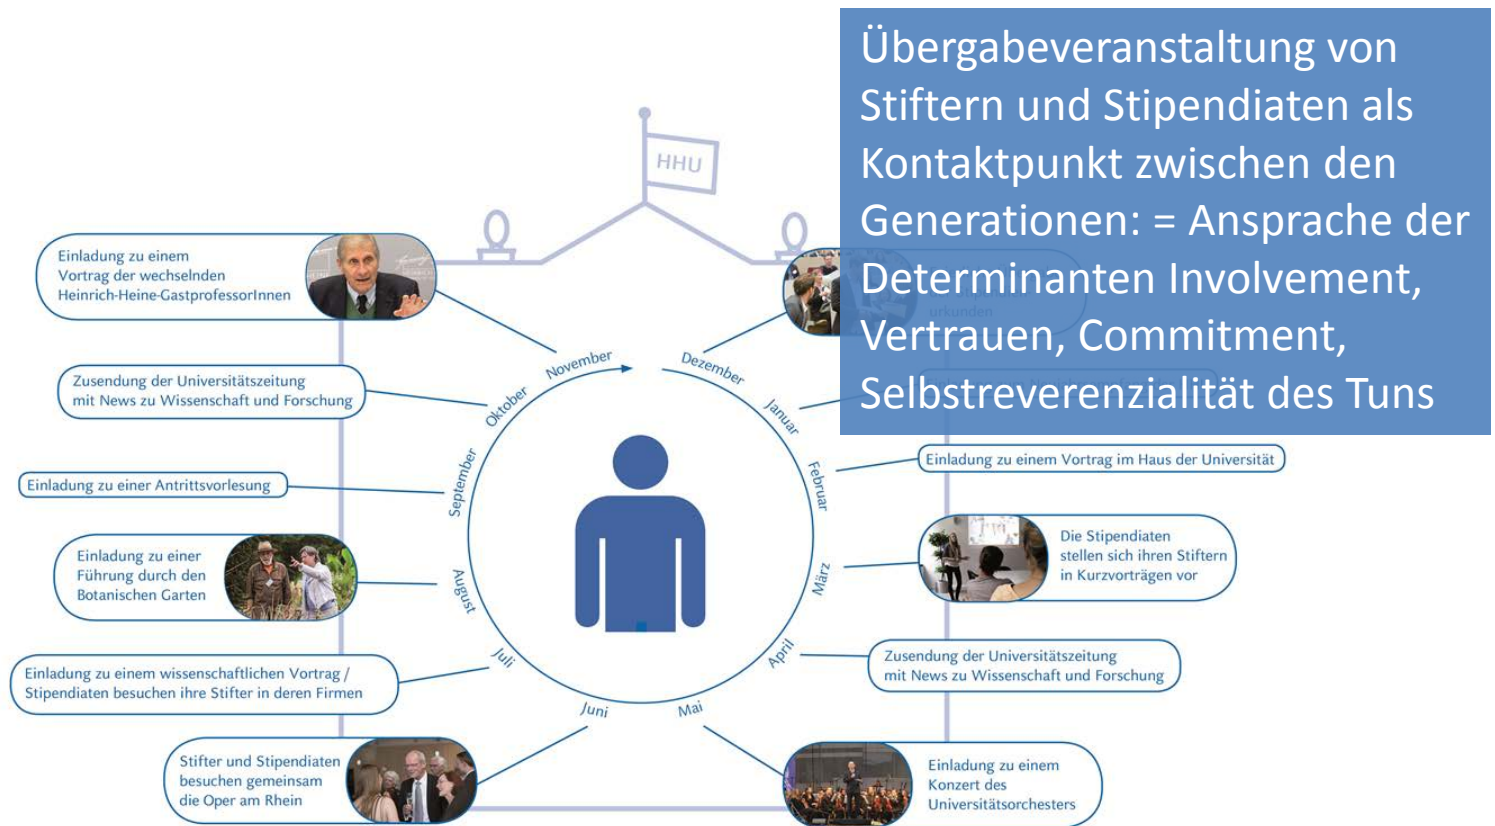 Übergabeveranstaltung von
Stiftern und Stipendiaten als
Kontaktpunkt zwischen den
Generationen: = Ansprache der
Determinanten Involvement,
Vertrauen, Commitment,
Selbstreverenzialität des Tuns
HHU
Einladung zu einem
Vortrag der wechselnden
Heinrich-Heine-GastprofessorInnen
urkunden
Zusendung der Universitätszeitung
mit News zu Wissenschaft und Forschung
Einladung zu einer Antrittsvorlesung
Einladung zu einer
Führung durch den
Botanischen Garten
Einladung zu einem wissenschaftlichen Vortrag /
Stipendiaten besuchen ihre Stifter in deren Firmen
Stifter und Stipendiaten
besuchen gemeinsam
die Oper am Rhein
November
Dezember
Oktober
Januar
September
Februar
August
März
Juli
April
Juni
Mai
Einladung zu einem Vortrag im Haus der Universität
Die Stipendiaten
stellen sich ihren Stiftern
in Kurzvorträgen vor
Zusendung der Universitätszeitung
mit News zu Wissenschaft und Forschung
Einladung zu einem
Konzert des
Universitätsorchesters